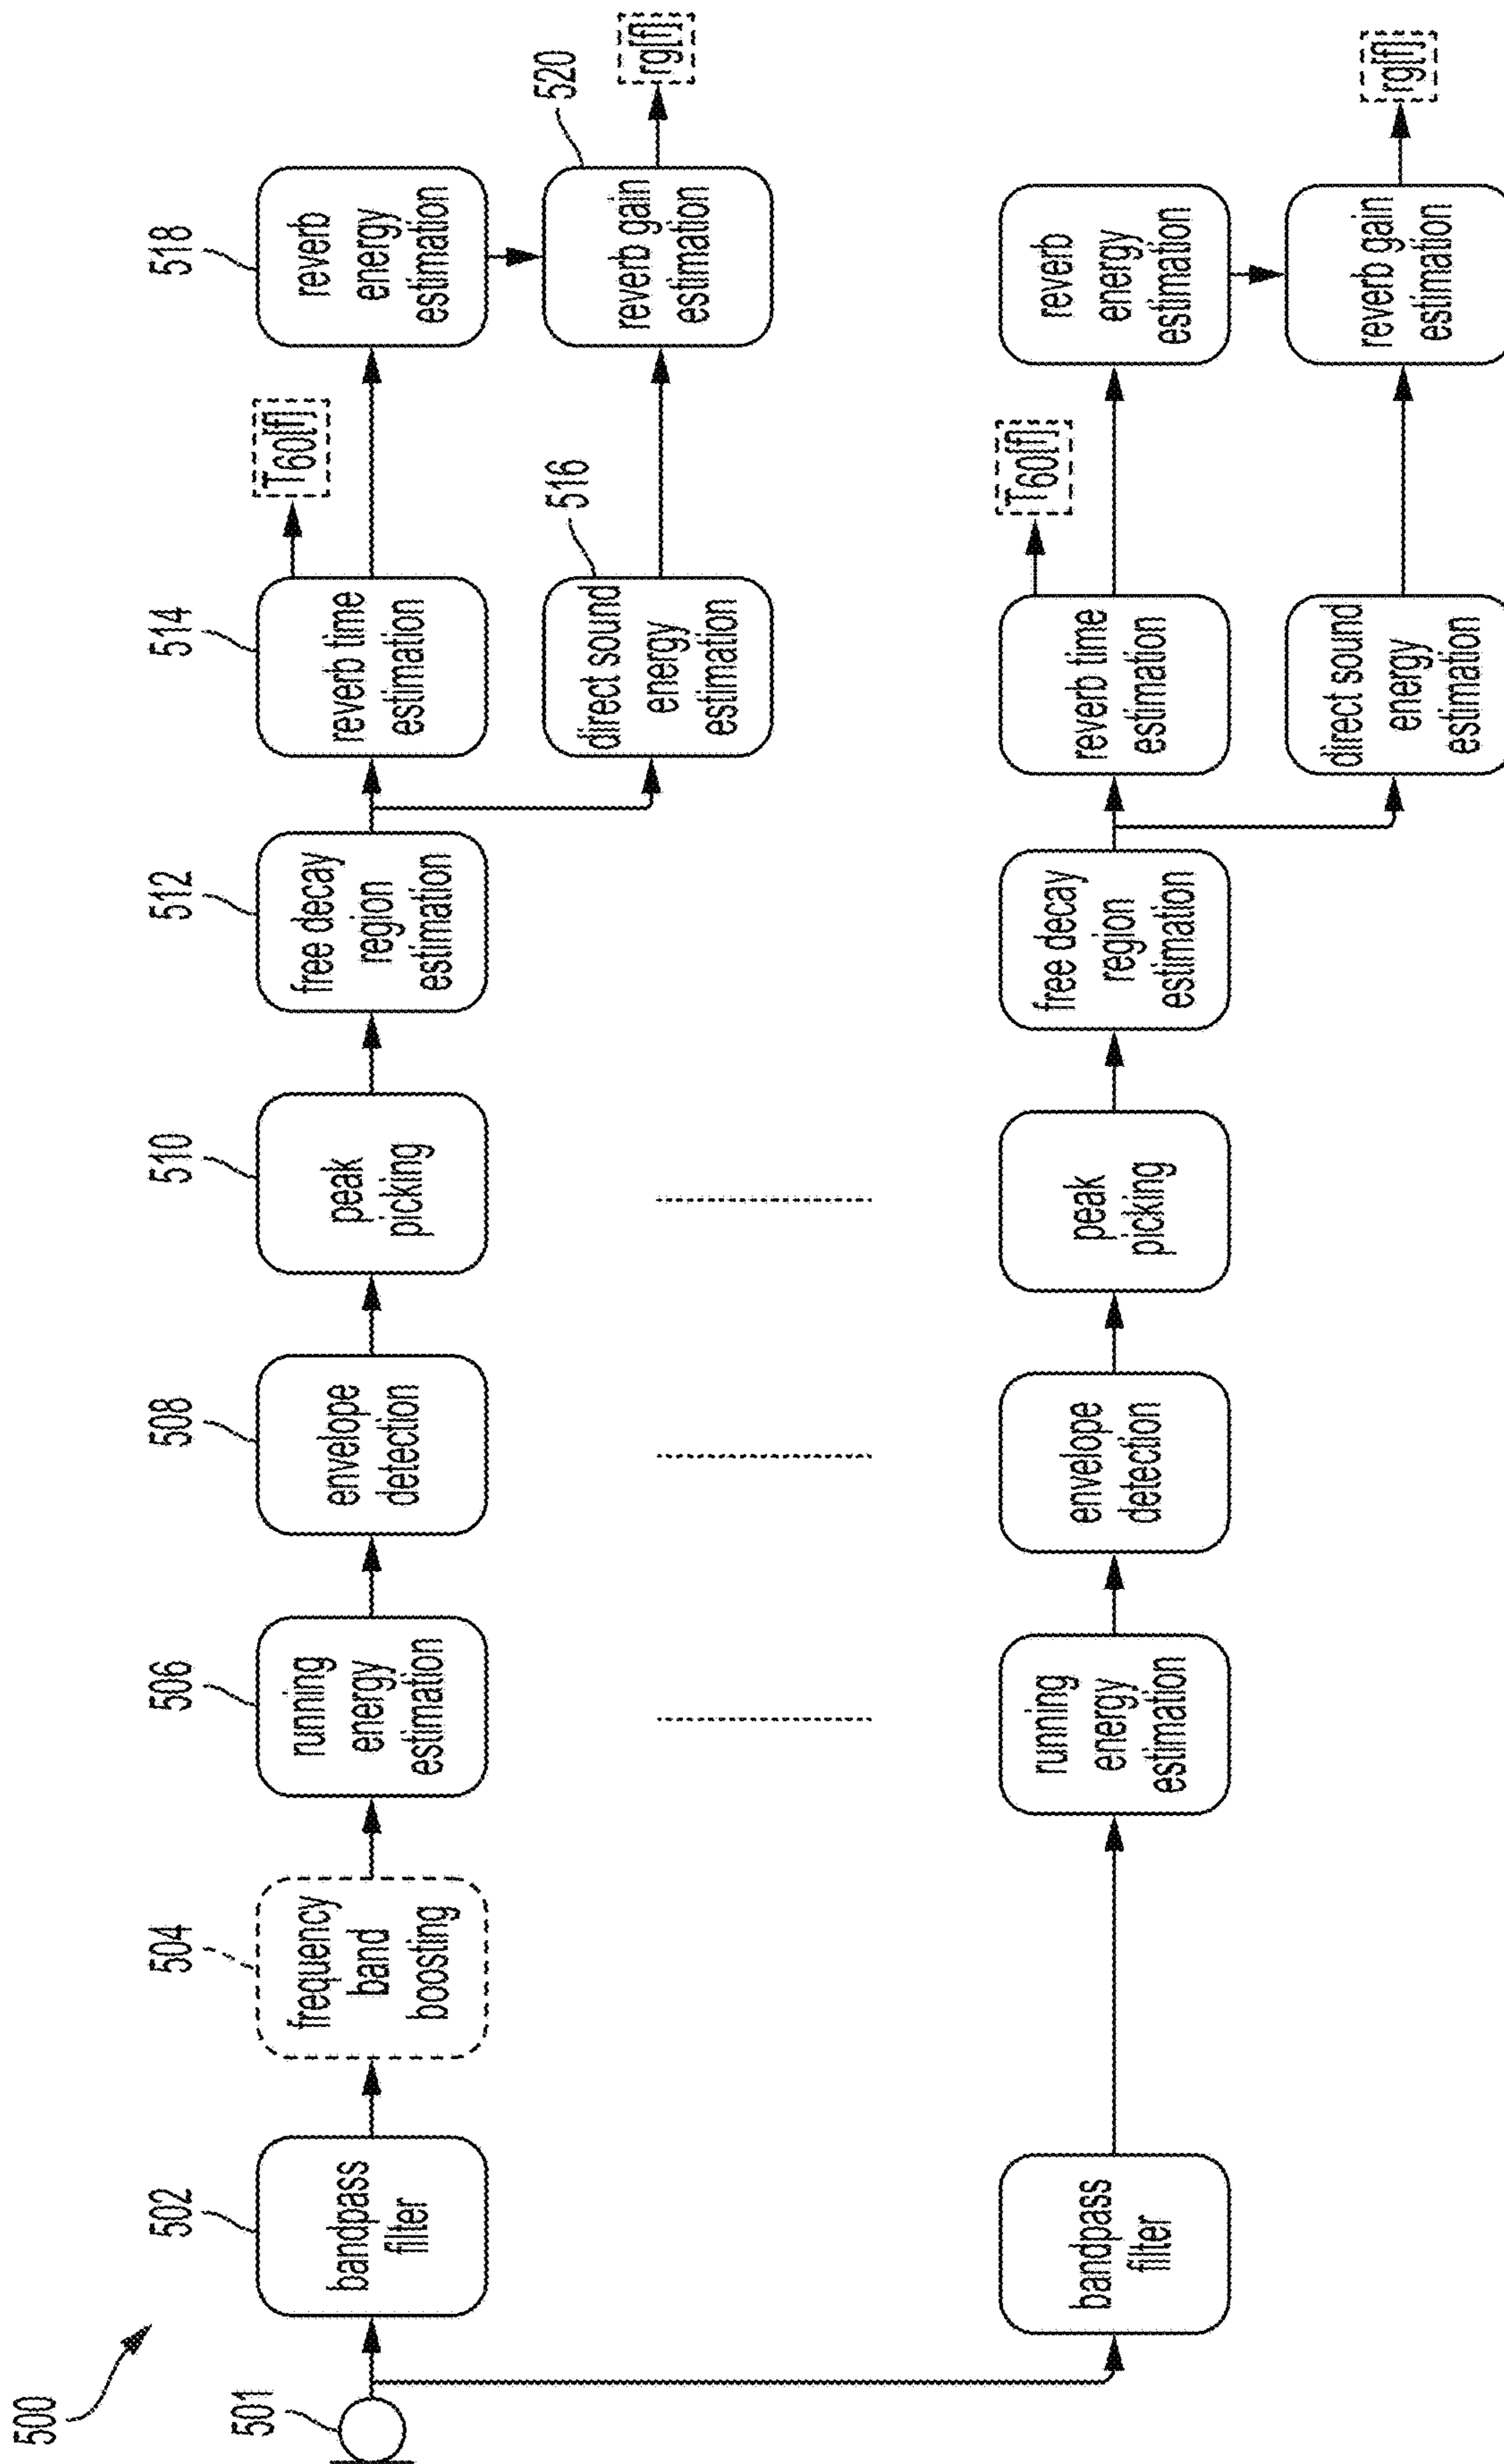 500
501
502
504
506
508
510
512
514
518
bandpass
filter
frequency
band
boosting
running
energy
estimation
envelope
detection
peak
picking
free decay
region
estimation
reverb time
estimation
T60[f]
reverb
energy
estimation
516
direct sound
energy
estimation
520
reverb gain
estimation
rg[f]
bandpass
filter
running
energy
estimation
envelope
detection
peak
picking
free decay
region
estimation
reverb time
estimation
T60[f]
reverb
energy
estimation
direct sound
energy
estimation
reverb gain
estimation
rg[f]